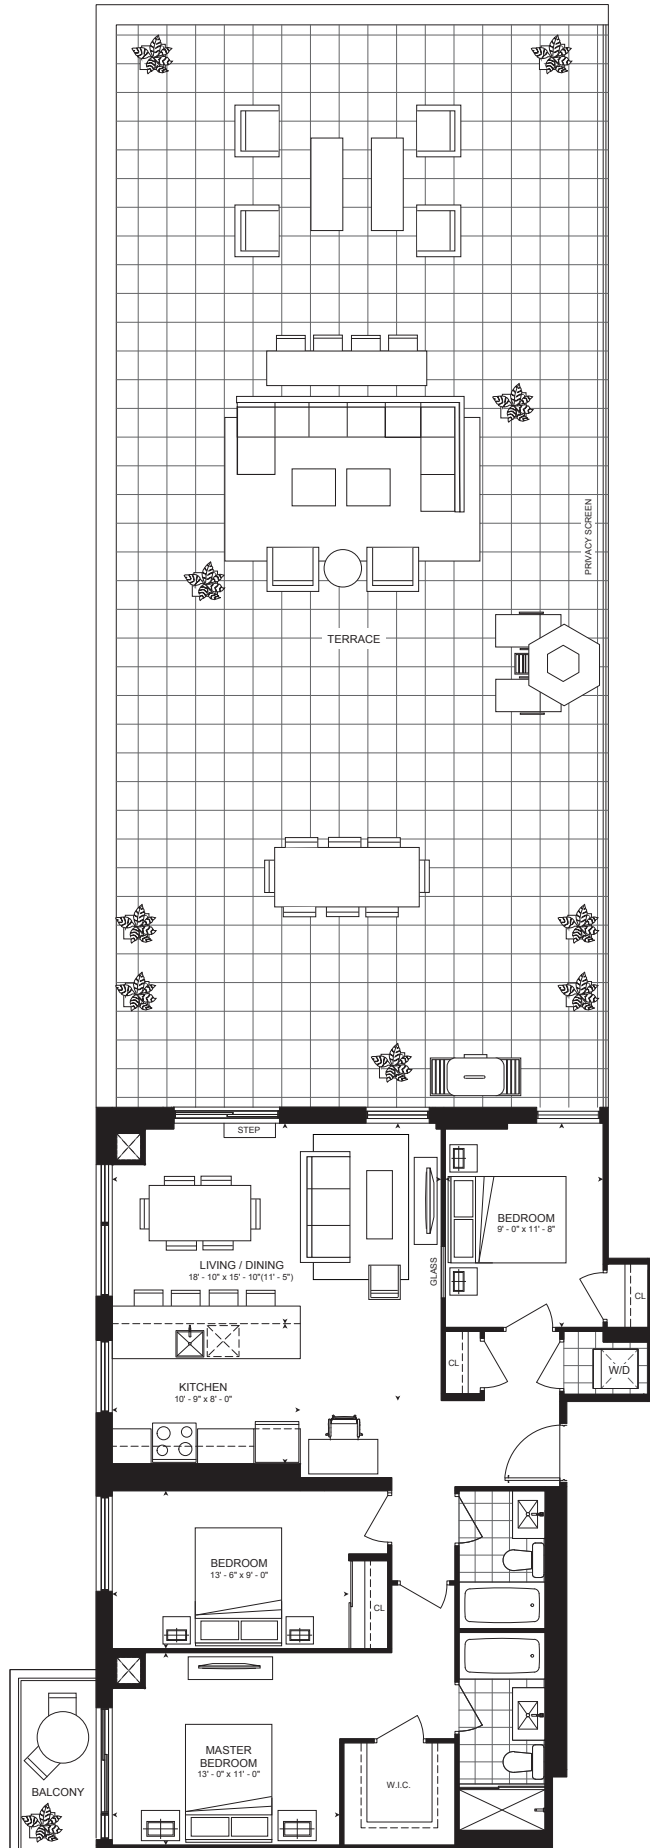 PRIVACY SCREEN
TERRACE
STEP
LIVING / DINING
18' - 10" x 15' - 10"(11' - 5")
GLASS
BEDROOM
9' - 0" x 11' - 8"
CL
CL
W/D
KITCHEN
10' - 9" x 8' - 0"
BEDROOM
13' - 6" x 9' - 0"
CL
MASTER
BEDROOM
13' - 0" x 11' - 0"
W.I.C.
BALCONY